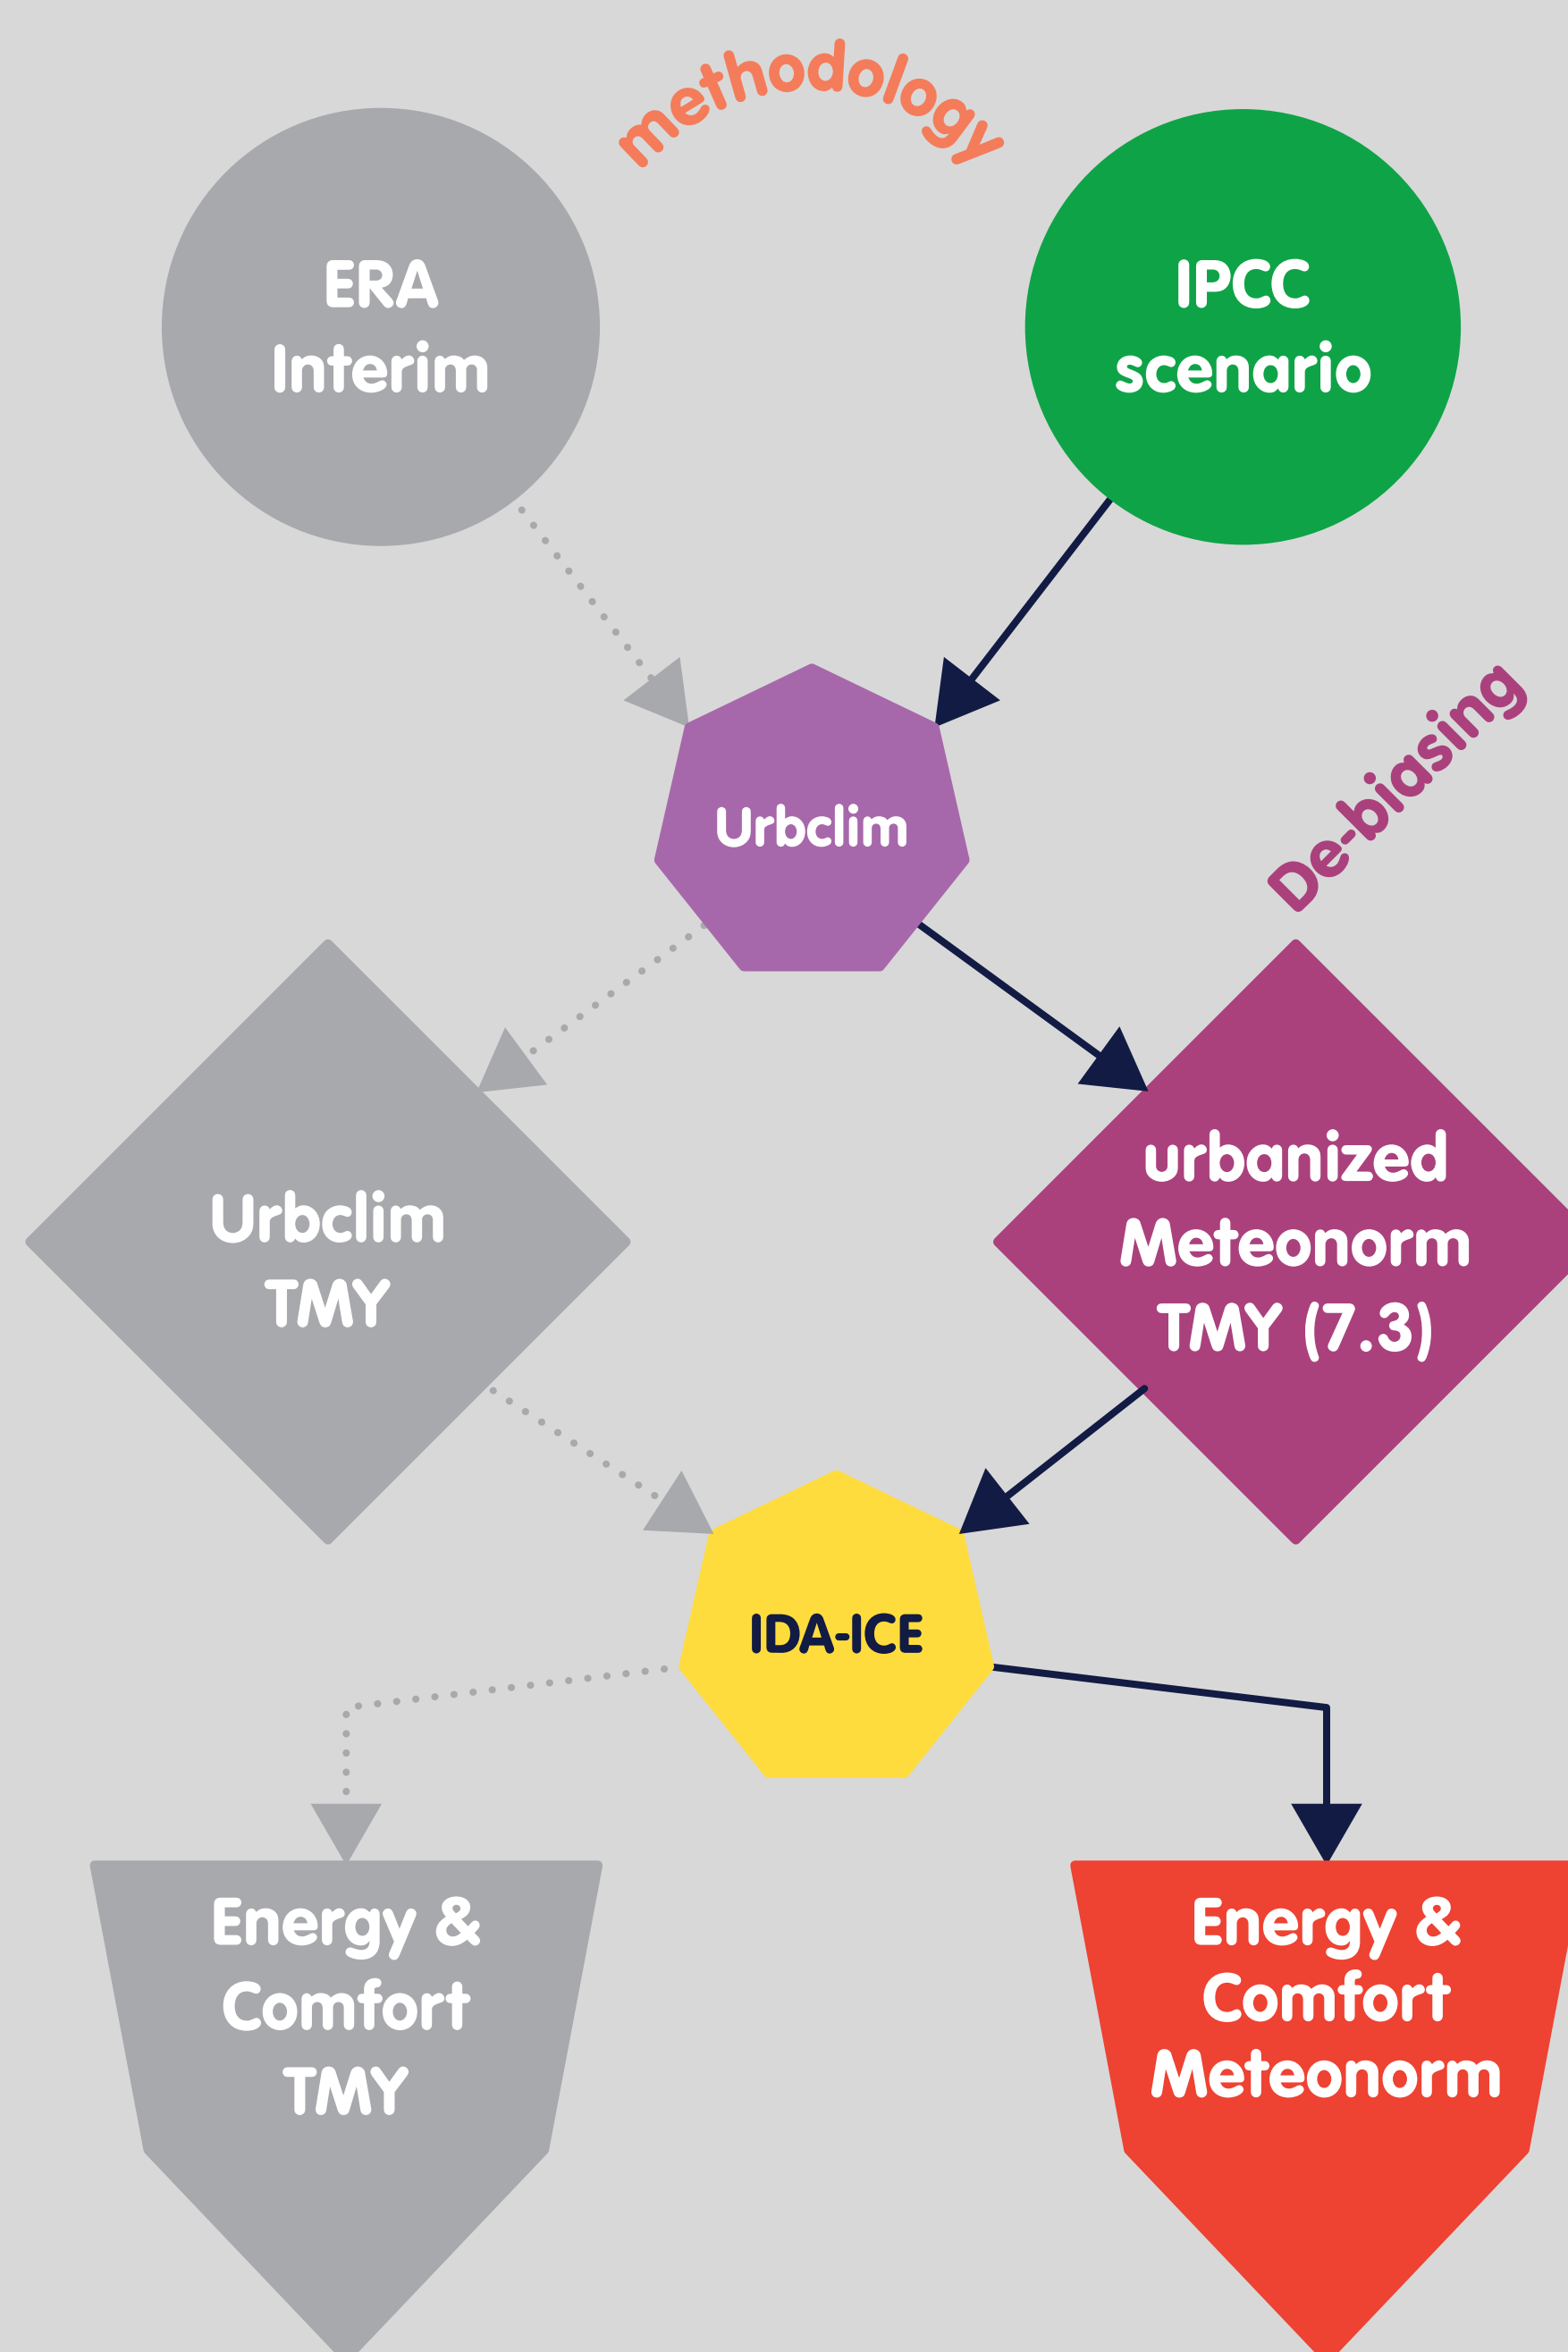 methodology
ERA
Interim
IPCC
scenario
Urbclim
De-biasing
Urbclim
TMY
urbanized
Meteonorm
TMY (7.3)
IDA-ICE
Energy &
Comfort
TMY
Energy &
Comfort
Meteonorm